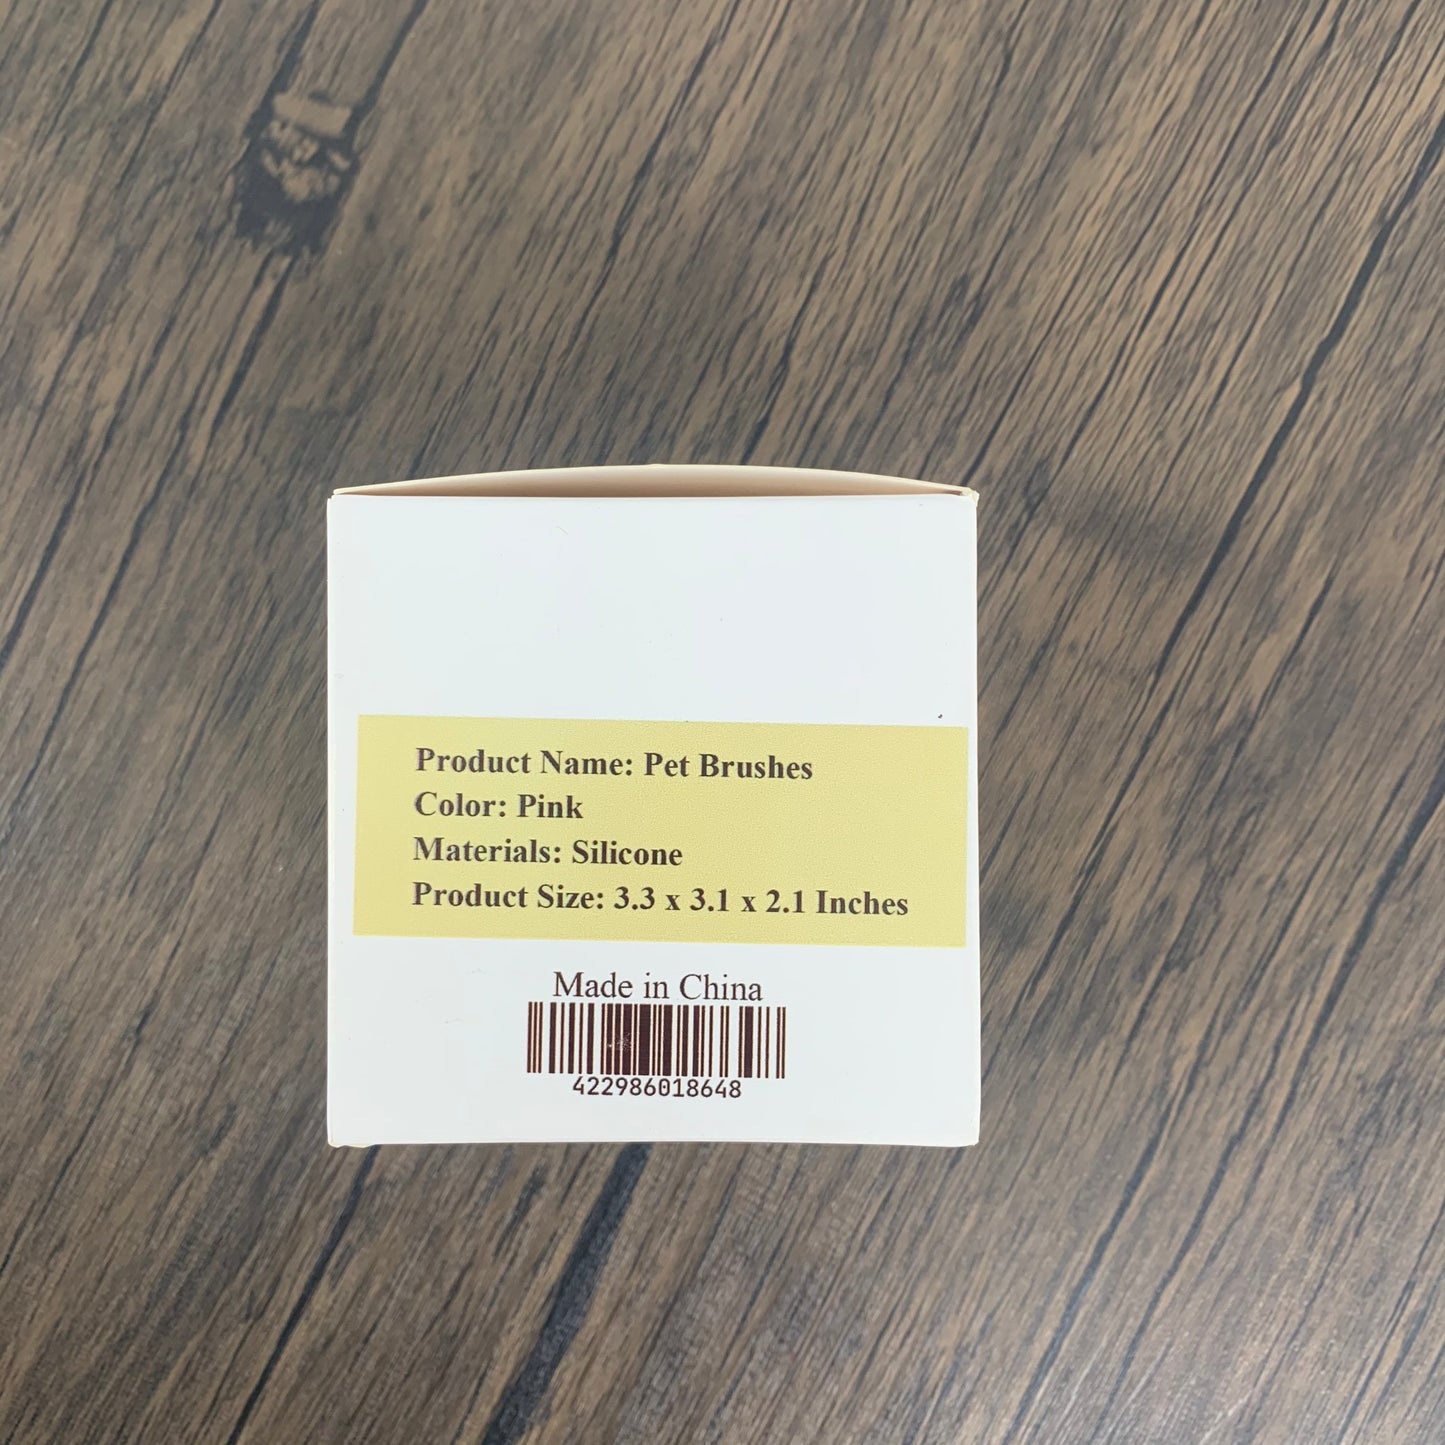 Product Name: Pet Brushes
Color: Pink
Materials: Silicone
Product Size: 3.3 x 3.1 x 2.1 Inches
Made in China
422986018648